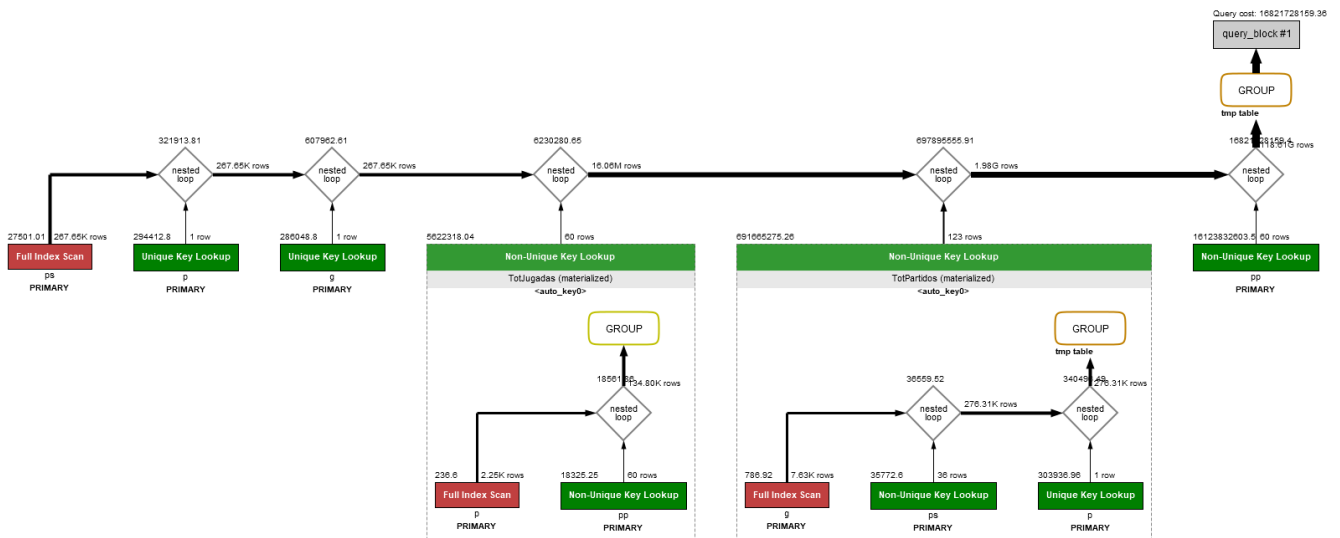 Query cost: 16821728159.36
query_block #1
GROUP
tmp table
321913.81
607962.61
6230280.65
697895555.91
nested loop
267.65K rows
nested loop
267.65K rows
nested loop
16.06M rows
nested loop
1.98G rows
nested loop
27501.01 267.65K rows
294412.8 1 row
286048.8 1 row
5622318.04 60 rows
691665275.26 123 rows
16123832603.5 60 rows
Full Index Scan
ps
PRIMARY
Unique Key Lookup
p
PRIMARY
Unique Key Lookup
g
PRIMARY
Non-Unique Key Lookup
TotJugadas (materialized)
<auto_key0>
Non-Unique Key Lookup
TotPartidos (materialized)
<auto_key0>
Non-Unique Key Lookup
pp
PRIMARY
GROUP
134.80K rows
nested loop
236.6 2.25K rows
18325.25 60 rows
Full Index Scan
p
PRIMARY
Non-Unique Key Lookup
pp
PRIMARY
GROUP
tmp table
36559.52
276.31K rows
nested loop
276.31K rows
nested loop
786.92 7.63K rows
35772.6 36 rows
303936.96 1 row
Full Index Scan
g
PRIMARY
Non-Unique Key Lookup
ps
PRIMARY
Unique Key Lookup
p
PRIMARY